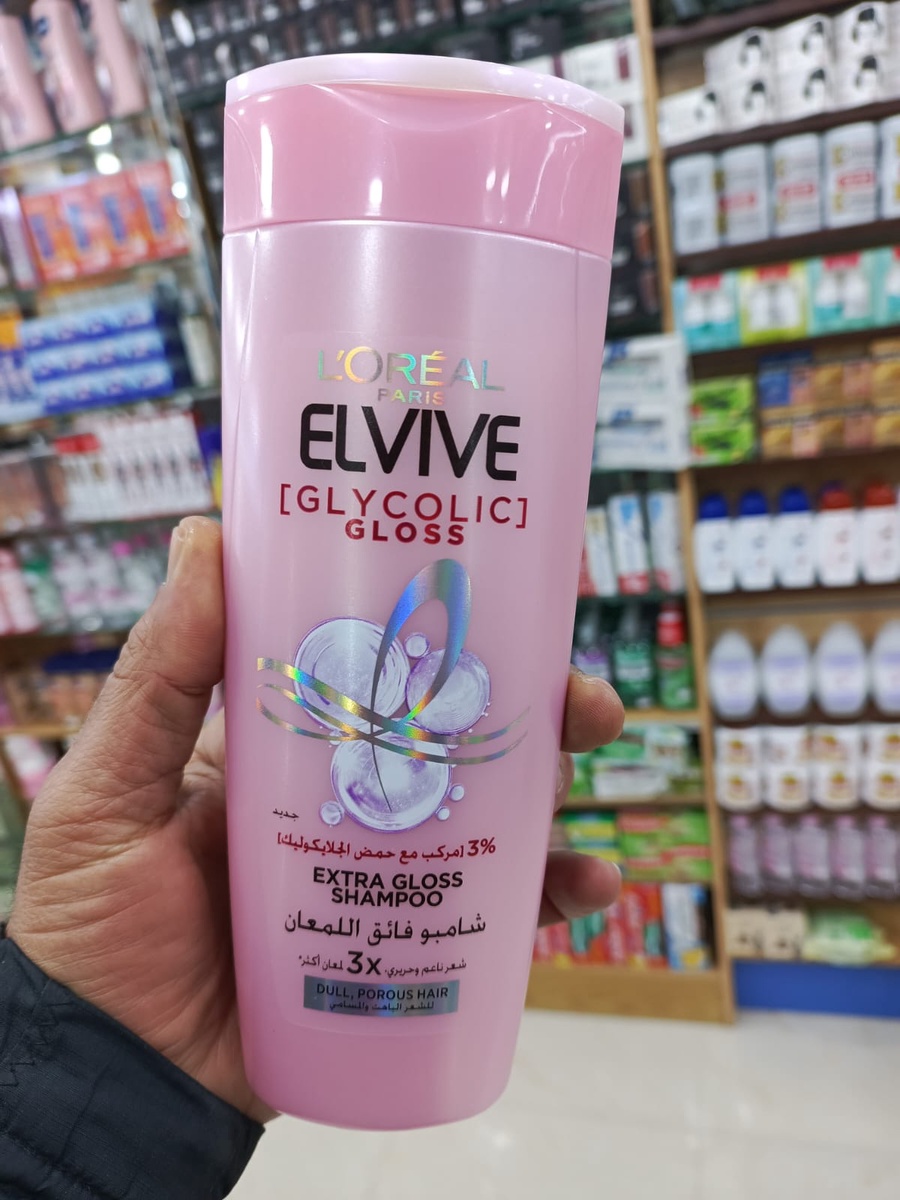 L'ORÉAL
PARIS
ELVIVE
[GLYCOLIC]
GLOSS
جديد
3% [مركب مع حمض الجلايكوليك]
EXTRA GLOSS
SHAMPOO
شامبو فائق اللمعان
شعر ناعم وحريري. 3x لمعان أكثر*
DULL, POROUS HAIR
للشعر الباهت والمسامي